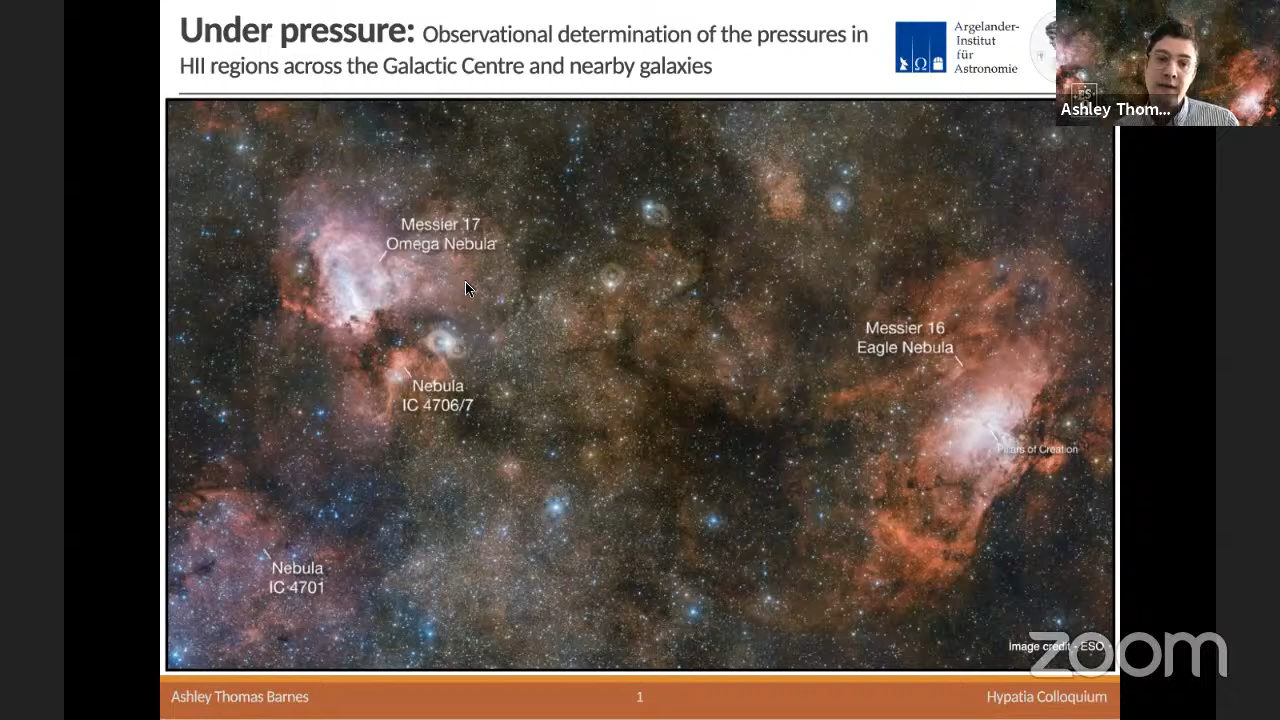 Under pressure: Observational determination of the pressures in
HII regions across the Galactic Centre and nearby galaxies
Argelander-
Institut
für
Astronomie
Ashley Thom...
Messier 17
Omega Nebula
Messier 16
Eagle Nebula
Nebula
IC 4706/7
Pillars of Creation
Nebula
IC 4701
Image credit - ESO
zoom
Ashley Thomas Barnes
1
Hypatia Colloquium